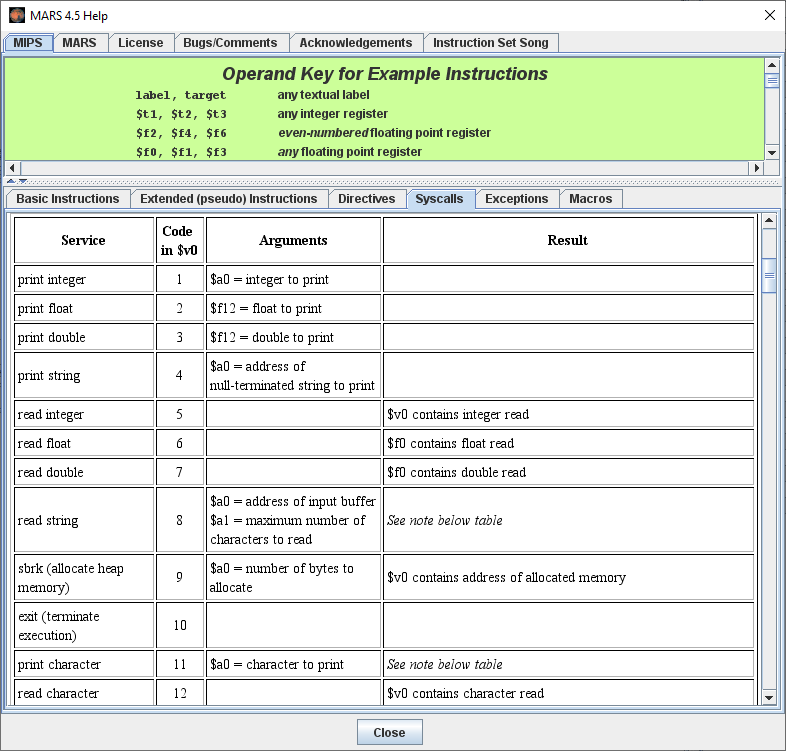 MARS 4.5 Help
MIPS MARS License Bugs/Comments Acknowledgements Instruction Set Song
Operand Key for Example Instructions
label, target any textual label
$t1, $t2, $t3 any integer register
$f2, $f4, $f6 even-numbered floating point register
$f0, $f1, $f3 any floating point register
Basic Instructions Extended (pseudo) Instructions Directives Syscalls Exceptions Macros
Service Code in $v0 Arguments Result
print integer 1 $a0 = integer to print
print float 2 $f12 = float to print
print double 3 $f12 = double to print
print string 4 $a0 = address of
null-terminated string to print
read integer 5 $v0 contains integer read
read float 6 $f0 contains float read
read double 7 $f0 contains double read
read string 8 $a0 = address of input buffer
$a1 = maximum number of
characters to read
See note below table
sbrk (allocate heap
memory)
9
$a0 = number of bytes to
allocate
$v0 contains address of allocated memory
exit (terminate
execution)
10
print character 11 $a0 = character to print See note below table
read character 12 $v0 contains character read
Close